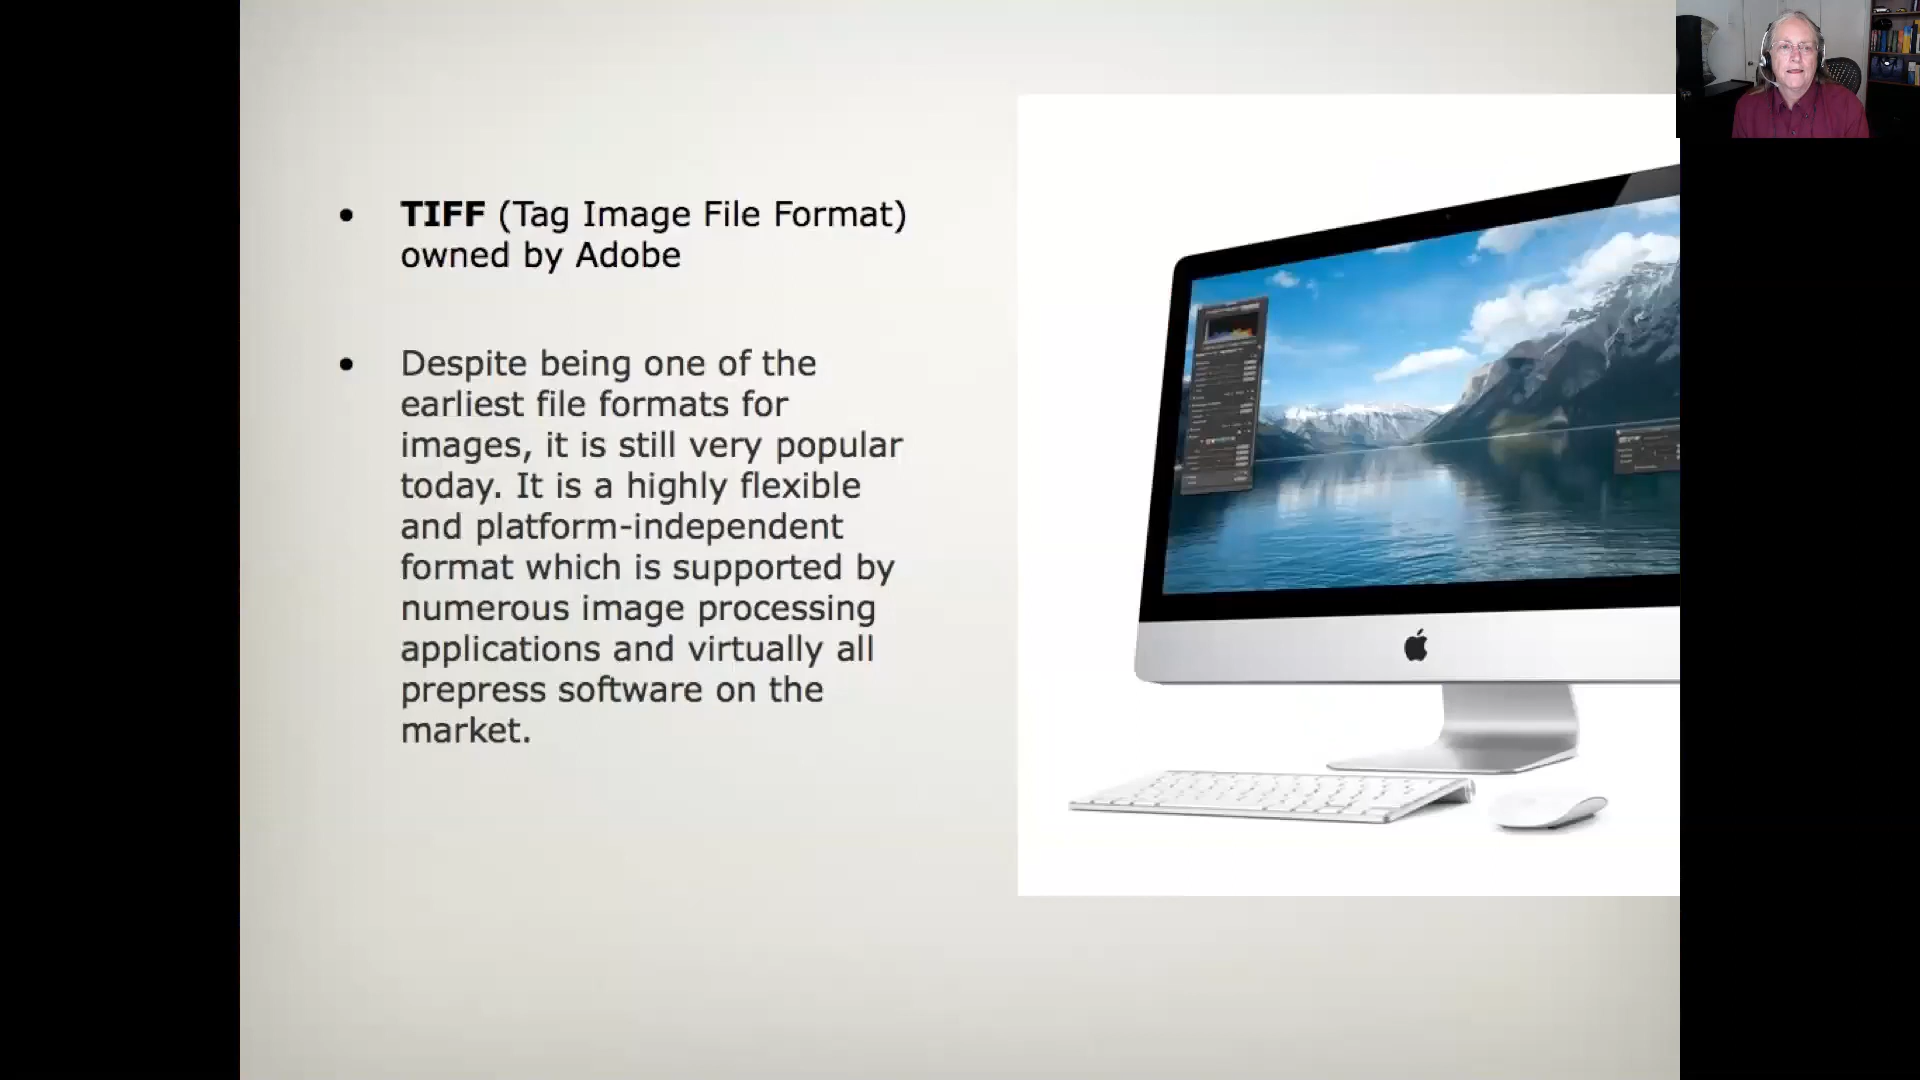 • TIFF (Tag Image File Format)
owned by Adobe
• Despite being one of the
earliest file formats for
images, it is still very popular
today. It is a highly flexible
and platform-independent
format which is supported by
numerous image processing
applications and virtually all
prepress software on the
market.